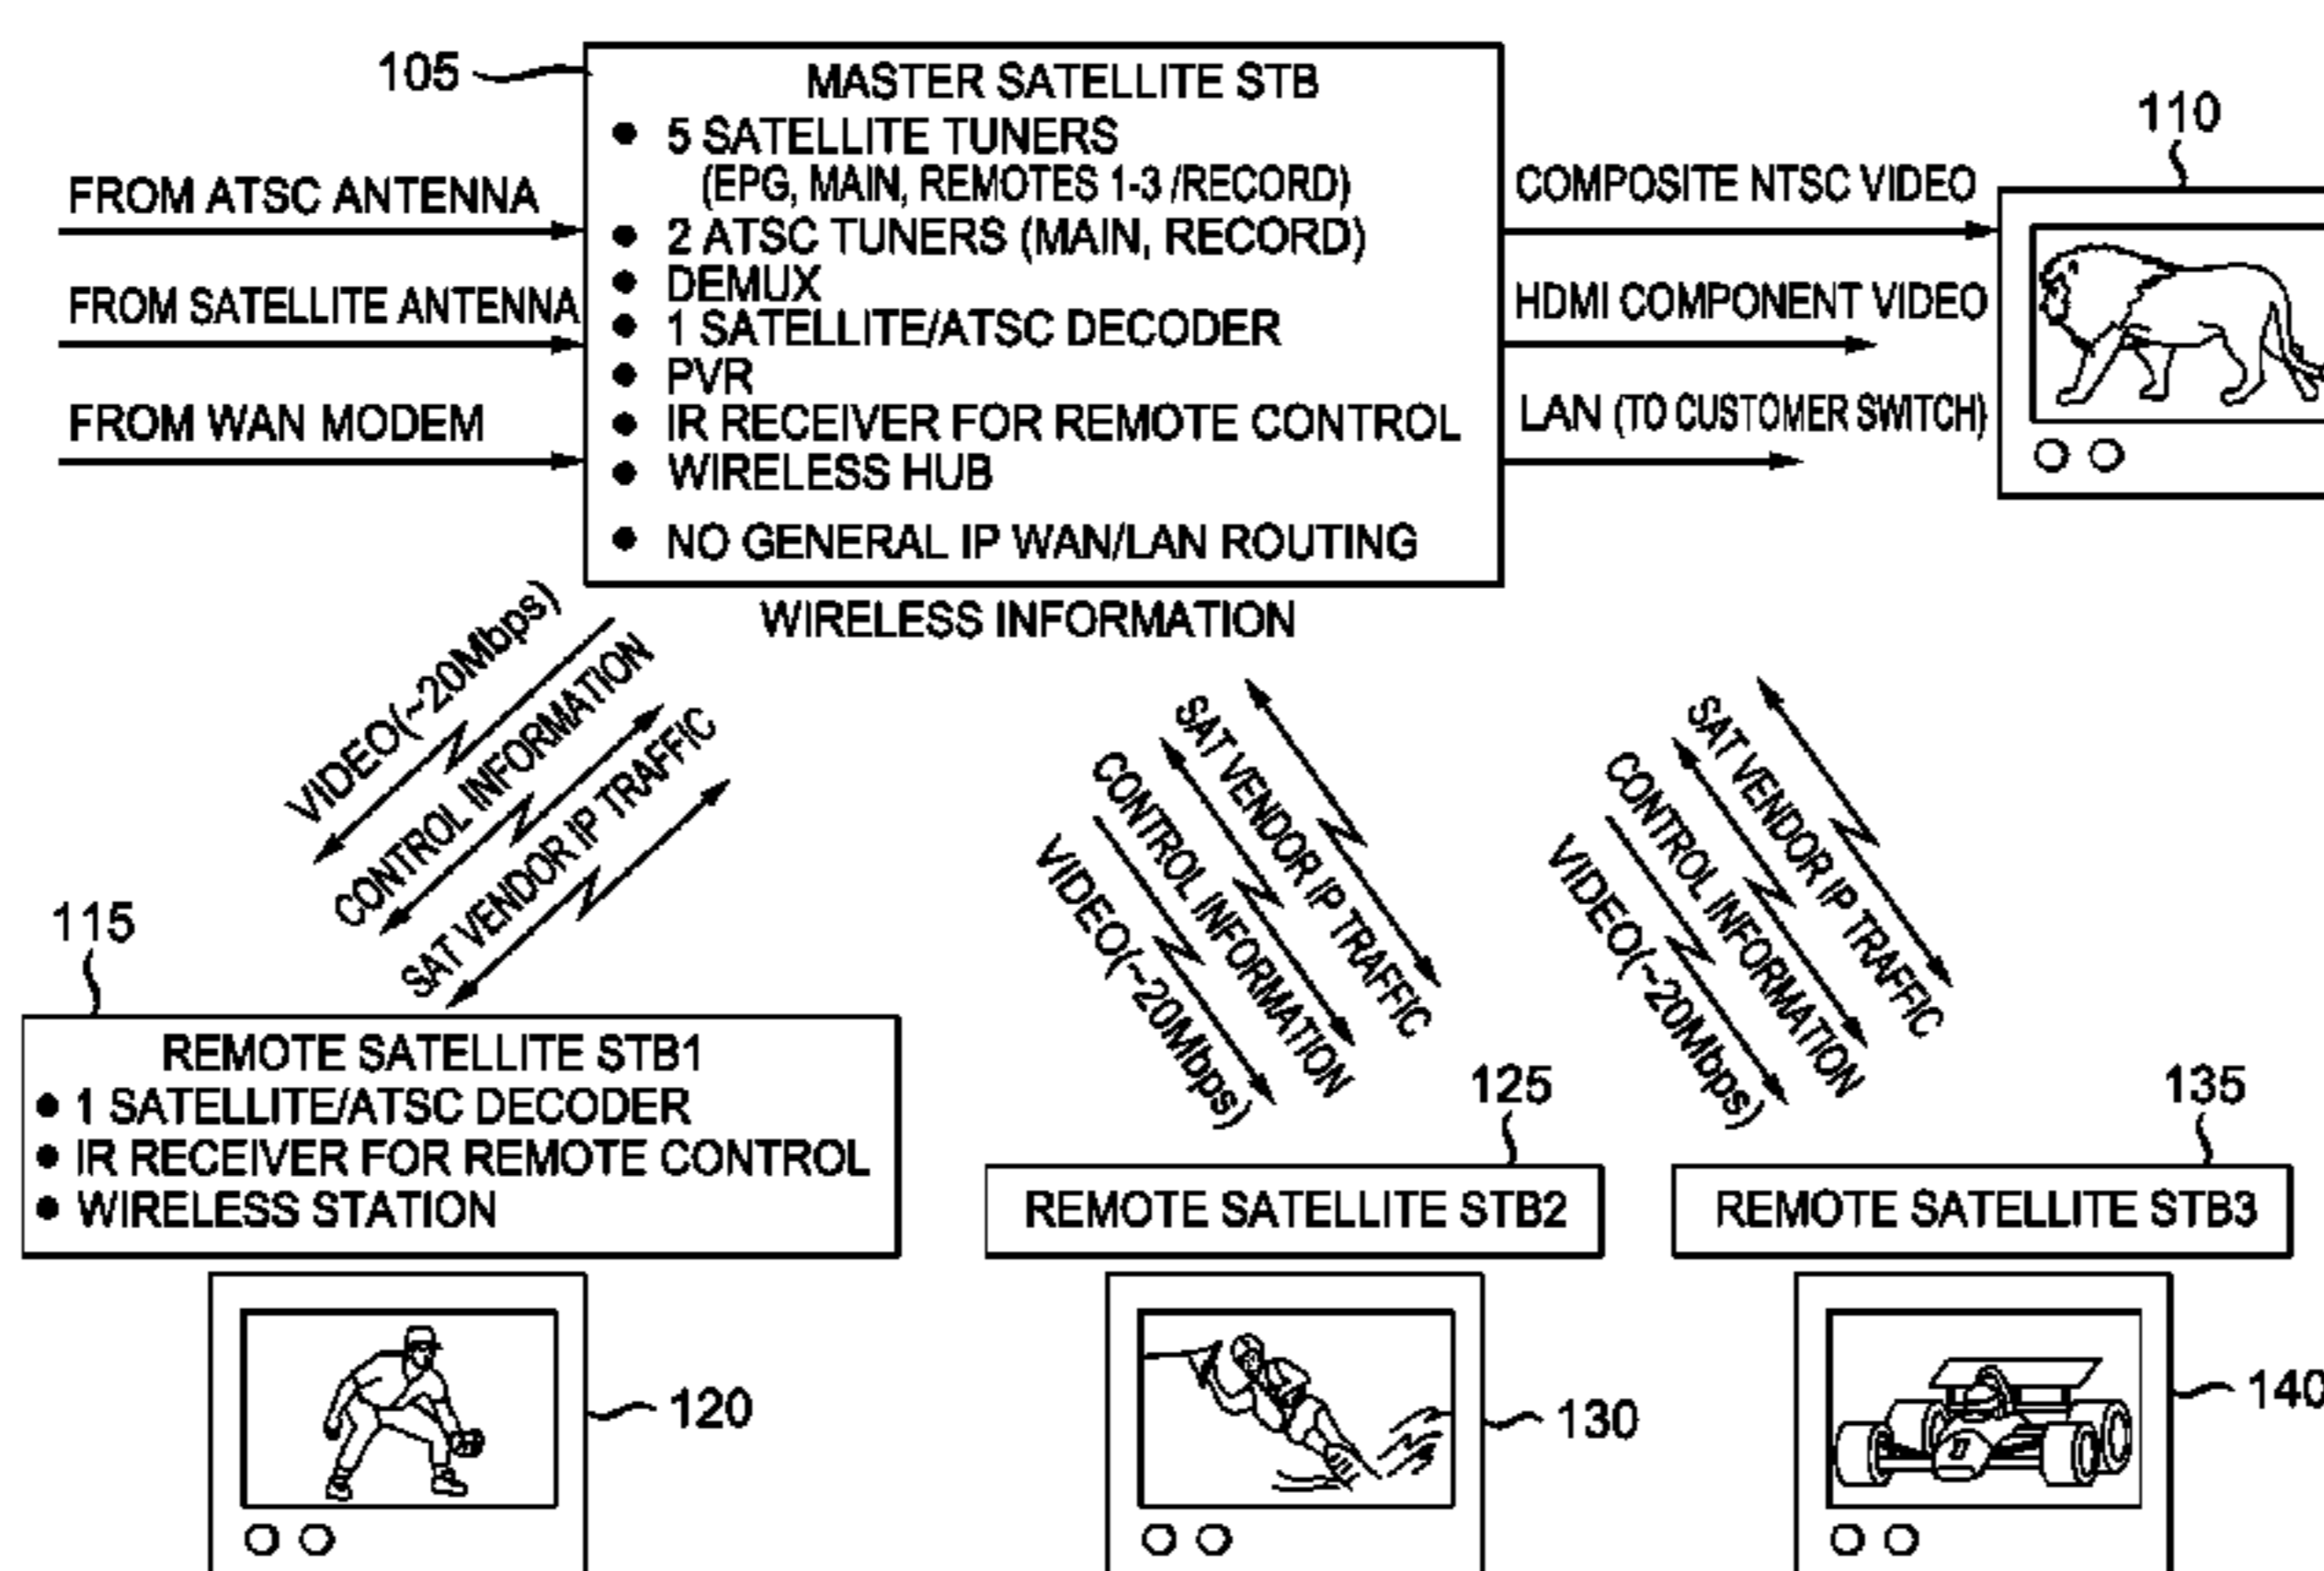 105
MASTER SATELLITE STB
● 5 SATELLITE TUNERS
(EPG, MAIN, REMOTES 1-3 /RECORD)
● 2 ATSC TUNERS (MAIN, RECORD)
● DEMUX
● 1 SATELLITE/ATSC DECODER
● PVR
● IR RECEIVER FOR REMOTE CONTROL
● WIRELESS HUB
● NO GENERAL IP WAN/LAN ROUTING
FROM ATSC ANTENNA
FROM SATELLITE ANTENNA
FROM WAN MODEM
COMPOSITE NTSC VIDEO
HDMI COMPONENT VIDEO
LAN (TO CUSTOMER SWITCH)
110
WIRELESS INFORMATION
VIDEO(~20Mbps)
CONTROL INFORMATION
SAT VENDOR IP TRAFFIC
SAT VENDOR IP TRAFFIC
CONTROL INFORMATION
VIDEO(~20Mbps)
SAT VENDOR IP TRAFFIC
CONTROL INFORMATION
VIDEO(~20Mbps)
115
REMOTE SATELLITE STB1
● 1 SATELLITE/ATSC DECODER
● IR RECEIVER FOR REMOTE CONTROL
● WIRELESS STATION
125
REMOTE SATELLITE STB2
135
REMOTE SATELLITE STB3
120
130
140